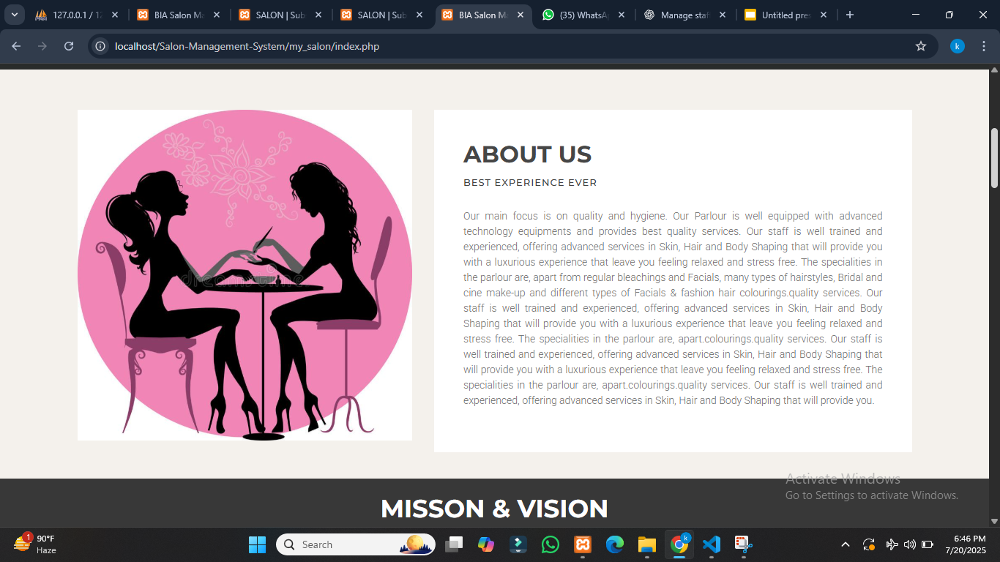 127.0.0.1 / 12
BIA Salon Ma
SALON | Sub
SALON | Sub
BIA Salon Ma
(35) WhatsA
Manage staf
Untitled pres
localhost/Salon-Management-System/my_salon/index.php
k
dreamstime
ABOUT US
BEST EXPERIENCE EVER
Our main focus is on quality and hygiene. Our Parlour is well equipped with advanced
technology equipments and provides best quality services. Our staff is well trained and
experienced, offering advanced services in Skin, Hair and Body Shaping that will provide you
with a luxurious experience that leave you feeling relaxed and stress free. The specialities in
the parlour are, apart from regular bleachings and Facials, many types of hairstyles, Bridal and
cine make-up and different types of Facials & fashion hair colourings.quality services. Our
staff is well trained and experienced, offering advanced services in Skin, Hair and Body
Shaping that will provide you with a luxurious experience that leave you feeling relaxed and
stress free. The specialities in the parlour are, apart.colourings.quality services. Our staff is
well trained and experienced, offering advanced services in Skin, Hair and Body Shaping that
will provide you with a luxurious experience that leave you feeling relaxed and stress free. The
specialities in the parlour are, apart.colourings.quality services. Our staff is well trained and
experienced, offering advanced services in Skin, Hair and Body Shaping that will provide you.
Activate Windows
Go to Settings to activate Windows.
MISSON & VISION
1
90°F
Haze
Search
k
6:46 PM
7/20/2025